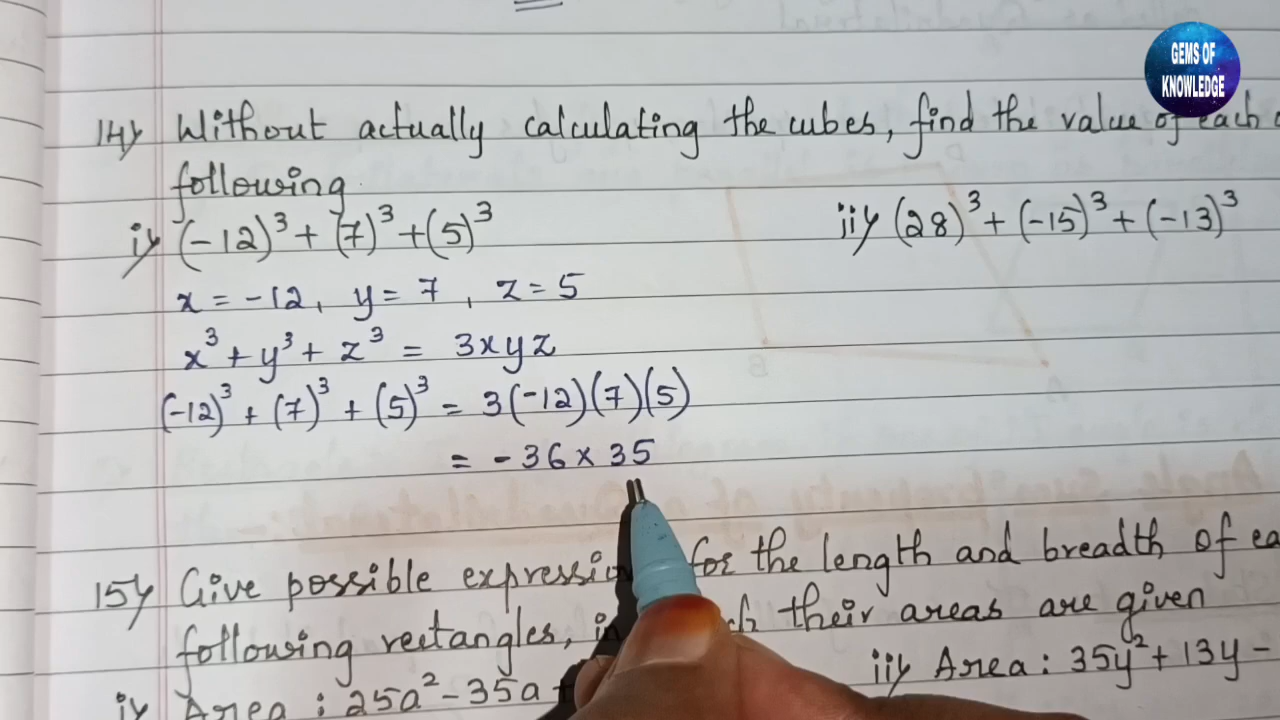 GEMS OF
KNOWLEDGE
14) Without actually calculating the cubes, find the value of each
following
i) (-12)³ + (7)³ + (5)³
ii) (28)³ + (-15)³ + (-13)³
x = -12, y = 7, z = 5
x³ + y³ + z³ = 3xyz
(-12)³ + (7)³ + (5)³ = 3(-12)(7)(5)
= -36 × 35
15) Give possible for the length and breadth of
following rectangles, their areas are given
i) Area : 25a² - 35a
ii) Area : 35y² + 13y -